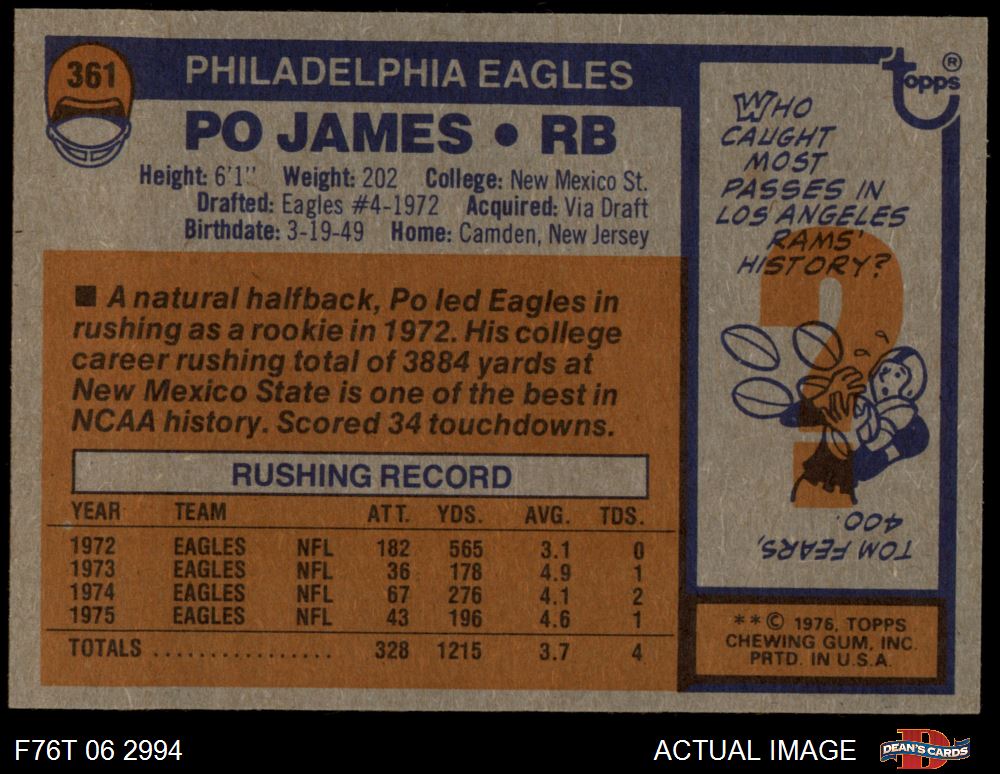 361
PHILADELPHIA EAGLES
PO JAMES • RB
Height: 6'1" Weight: 202 College: New Mexico St.
Drafted: Eagles #4-1972 Acquired: Via Draft
Birthdate: 3-19-49 Home: Camden, New Jersey
■ A natural halfback, Po led Eagles in
rushing as a rookie in 1972. His college
career rushing total of 3884 yards at
New Mexico State is one of the best in
NCAA history. Scored 34 touchdowns.
RUSHING RECORD
YEAR TEAM ATT. YDS. AVG. TDS.
1972 EAGLES NFL 182 565 3.1 0
1973 EAGLES NFL 36 178 4.9 1
1974 EAGLES NFL 67 276 4.1 2
1975 EAGLES NFL 43 196 4.6 1
TOTALS ................ 328 1215 3.7 4
topps ®
WHO
CAUGHT
MOST
PASSES IN
LOS ANGELES
RAMS'
HISTORY?
?
TOM FEARS,
400.
**© 1976, TOPPS
CHEWING GUM, INC.
PRTD. IN U.S.A.
F76T 06 2994
ACTUAL IMAGE
D
DEAN'S CARDS